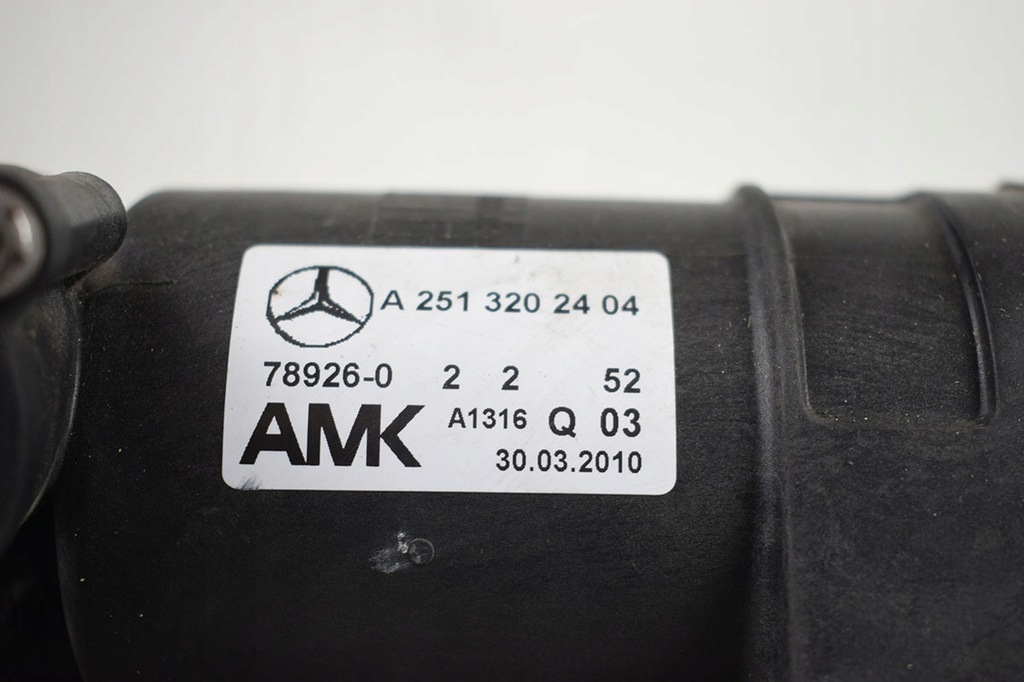 A 251 320 24 04
78926-0 2 2 52
AMK A1316 Q 03
30.03.2010